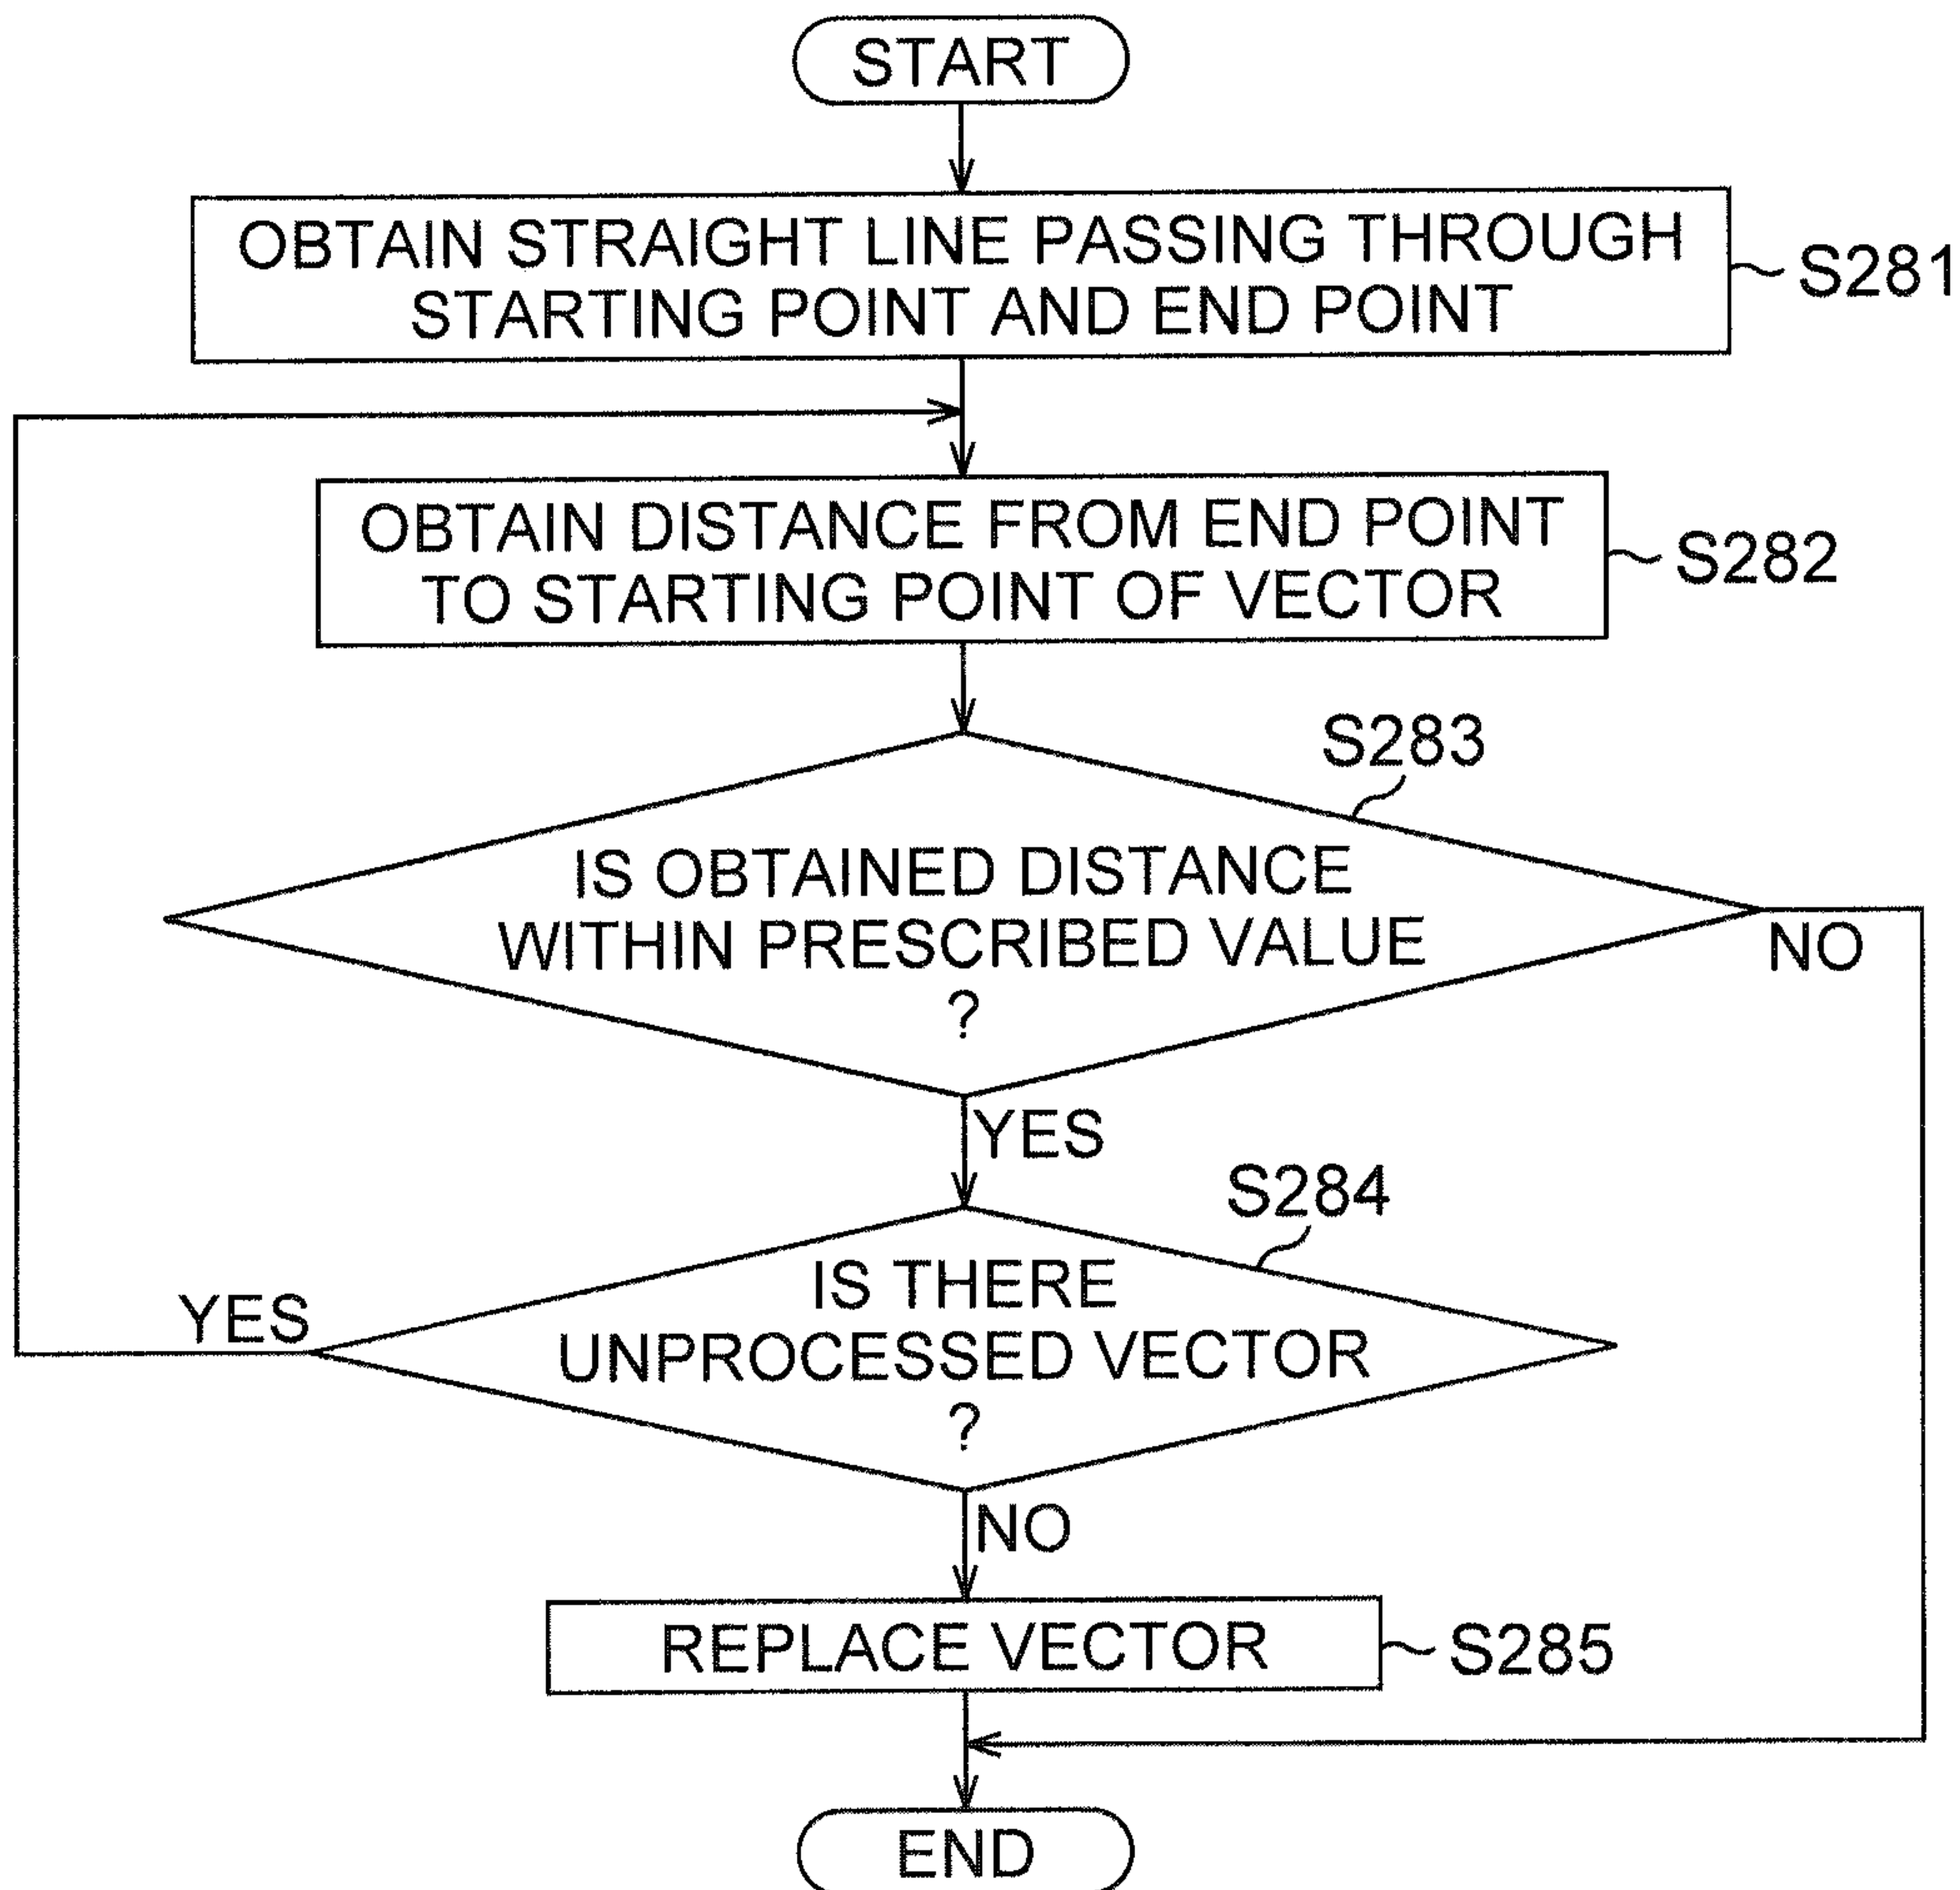 START
OBTAIN STRAIGHT LINE PASSING THROUGH
STARTING POINT AND END POINT
S281
OBTAIN DISTANCE FROM END POINT
TO STARTING POINT OF VECTOR
S282
S283
IS OBTAINED DISTANCE
WITHIN PRESCRIBED VALUE
?
NO
YES
S284
IS THERE
UNPROCESSED VECTOR
?
YES
NO
REPLACE VECTOR
S285
END